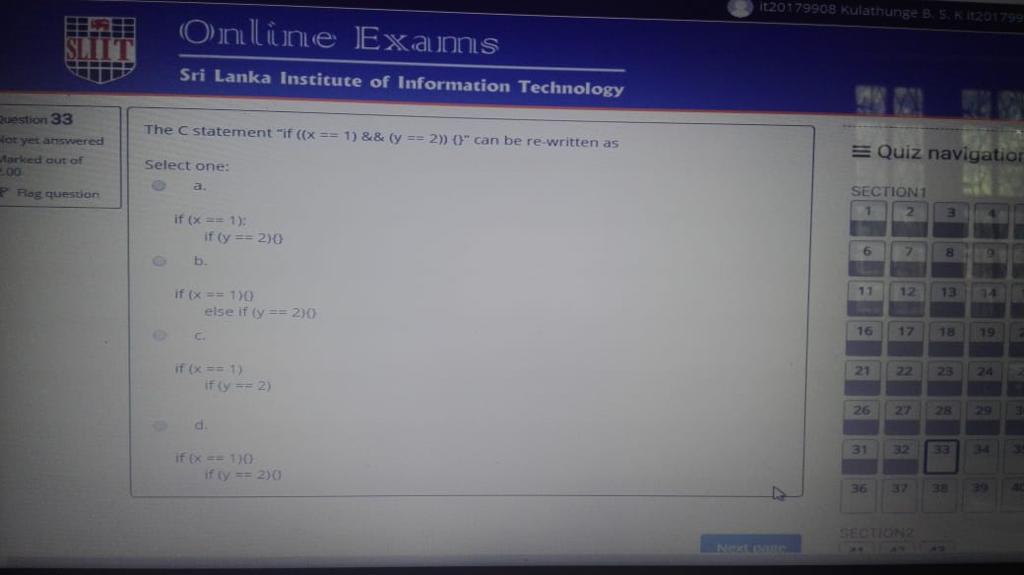 it20179908 Kulathunge B. S. K it201799
SLIIT
Online Exams
Sri Lanka Institute of Information Technology
Question 33
Not yet answered
Marked out of
.00
Flag question
The C statement "if ((x == 1) && (y == 2)) {}" can be re-written as
Select one:
a.
if (x == 1);
if (y == 2){}
b.
if (x == 1){}
else if (y == 2){}
c.
if (x == 1)
if (y == 2)
d.
if (x == 1){}
if (y == 2){}
Next page
Quiz navigation
SECTION1
1 2 3 4
6 7 8 9
11 12 13 14
16 17 18 19
21 22 23 24
26 27 28 29
31 32 33 34
36 37 38 39 40
SECTION2
41 42 43